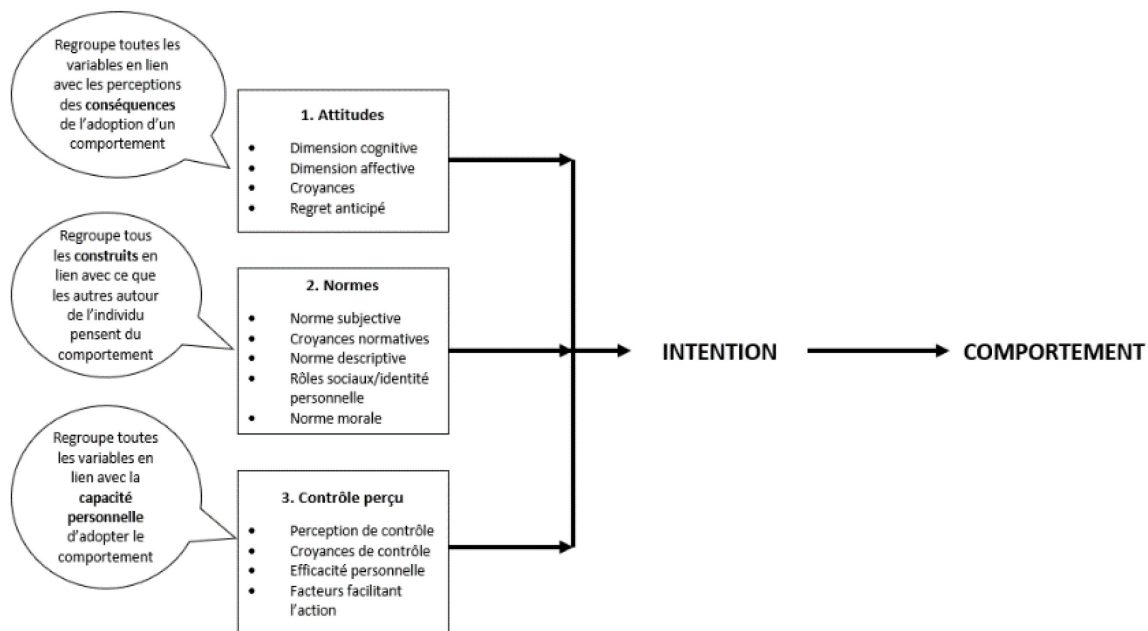 Regroupe toutes les
variables en lien
avec les perceptions
des conséquences
de l'adoption d'un
comportement
1. Attitudes
• Dimension cognitive
• Dimension affective
• Croyances
• Regret anticipé
Regroupe tous
les construits en
lien avec ce que
les autres autour
de l'individu
pensent du
comportement
2. Normes
• Norme subjective
• Croyances normatives
• Norme descriptive
• Rôles sociaux/identité
personnelle
• Norme morale
INTENTION
COMPORTEMENT
Regroupe toutes
les variables en
lien avec la
capacité
personnelle
d'adopter le
comportement
3. Contrôle perçu
• Perception de contrôle
• Croyances de contrôle
• Efficacité personnelle
• Facteurs facilitant
l'action